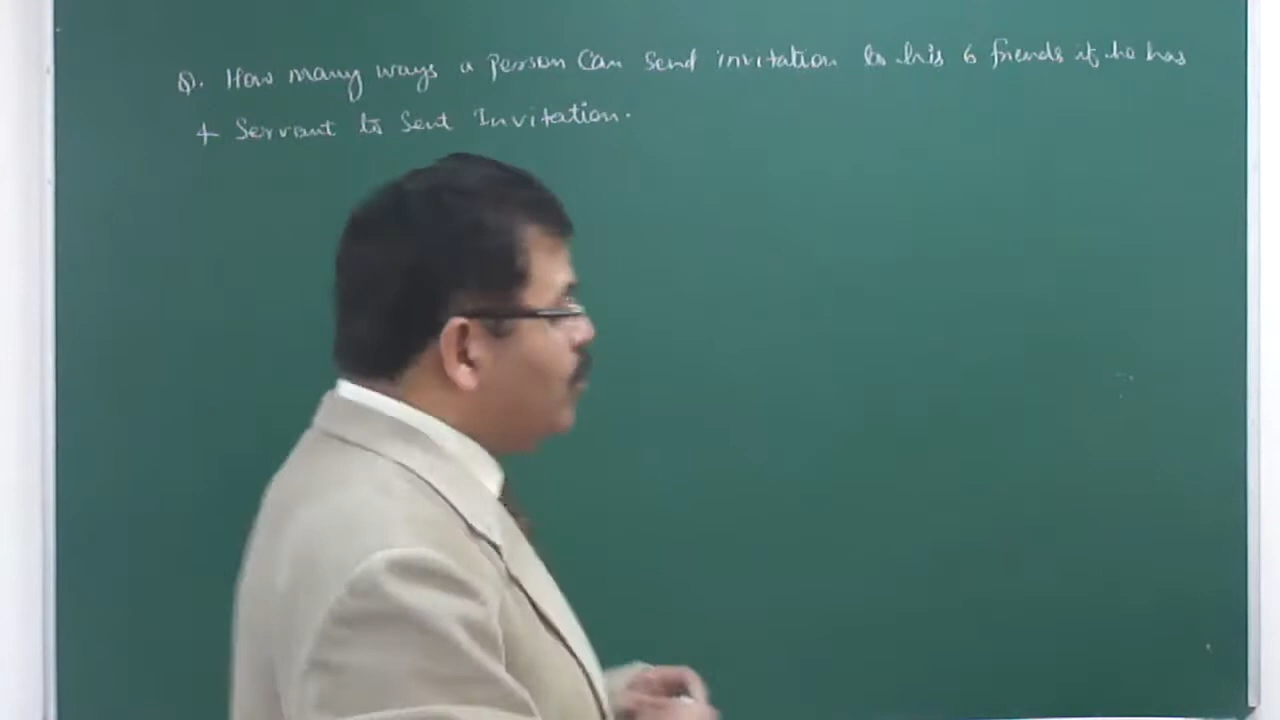 Q. How many ways a person Can Send invitation to his 6 friends if he has
4 Servant to Sent Invitation.